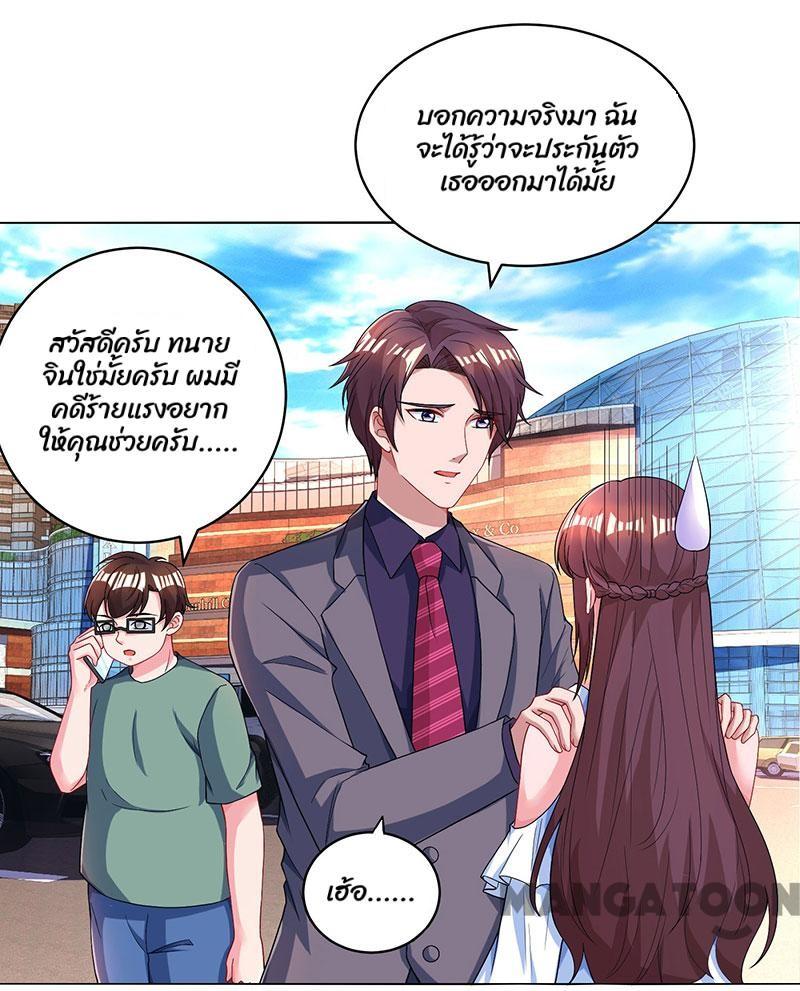 บอกความจริงมา ฉัน
จะได้รู้ว่าจะประกันตัว
เธอออกมาได้มั้ย
สวัสดีครับ ทนาย
จินใช่มั้ยครับ ผมมี
คดีร้ายแรงอยาก
ให้คุณช่วยครับ.....
& Co
เฮ้อ......
MANGATOON